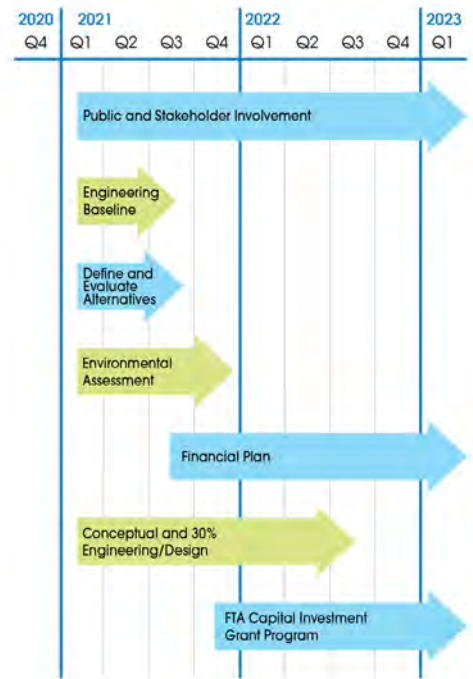 2020 2021 2022 2023
Q4 Q1 Q2 Q3 Q4 Q1 Q2 Q3 Q4 Q1
Public and Stakeholder Involvement
Engineering
Baseline
Define and
Evaluate
Alternatives
Environmental
Assessment
Financial Plan
Conceptual and 30%
Engineering/Design
FTA Capital Investment
Grant Program